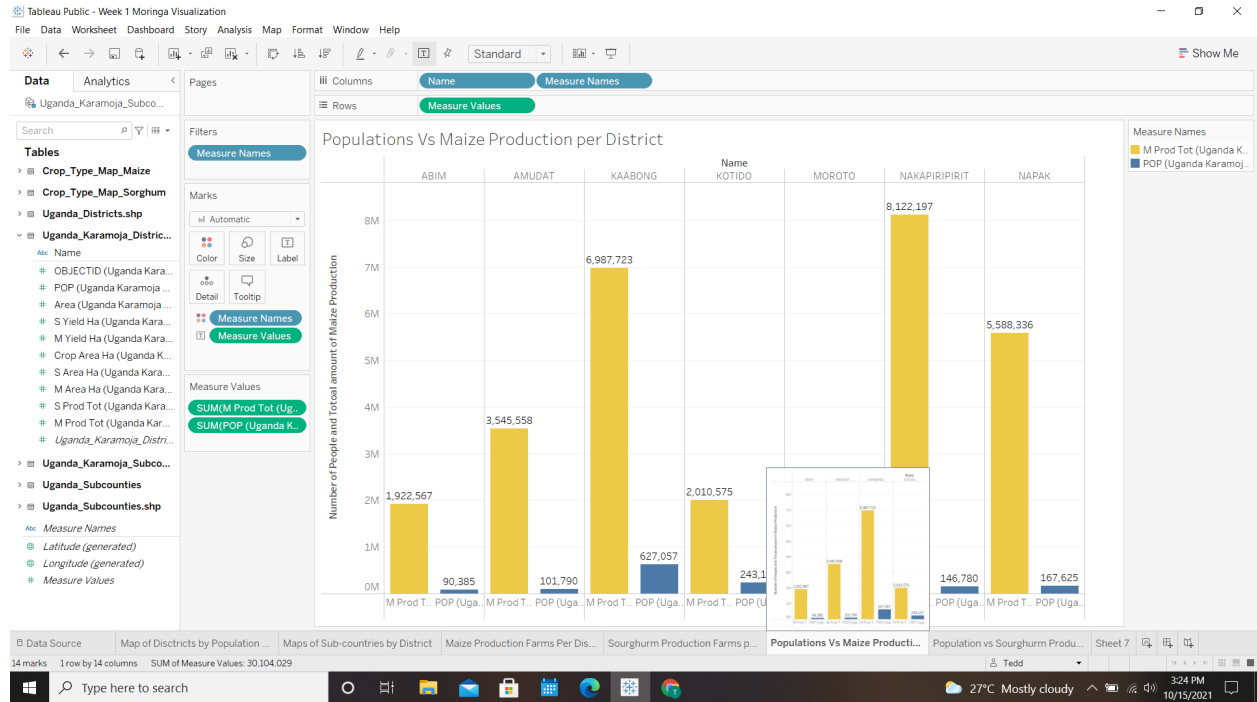 Tableau Public - Week 1 Moringa Visualization
File Data Worksheet Dashboard Story Analysis Map Format Window Help
Standard
Show Me
Data Analytics
Uganda_Karamoja_Subco...
Search
Tables
Crop_Type_Map_Maize
Crop_Type_Map_Sorghum
Uganda_Districts.shp
Uganda_Karamoja_Distric...
Abc Name
# OBJECTID (Uganda Kara...
# POP (Uganda Karamoja ...
# Area (Uganda Karamoja ...
# S Yield Ha (Uganda Kara...
# M Yield Ha (Uganda Kara...
# Crop Area Ha (Uganda K...
# S Area Ha (Uganda Kara...
# M Area Ha (Uganda Kara...
# S Prod Tot (Uganda Kara...
# M Prod Tot (Uganda Kar...
# Uganda_Karamoja_Distri...
Uganda_Karamoja_Subco...
Uganda_Subcounties
Uganda_Subcounties.shp
Abc Measure Names
Latitude (generated)
Longitude (generated)
# Measure Values
Pages
Filters
Measure Names
Marks
Automatic
Color Size Label
Detail Tooltip
Measure Names
Measure Values
Measure Values
SUM(M Prod Tot (Ug..
SUM(POP (Uganda K..
Columns Name Measure Names
Rows Measure Values
Populations Vs Maize Production per District
Name
ABIM AMUDAT KAABONG KOTIDO MOROTO NAKAPIRIPIRIT NAPAK
Number of People and Totoal amount of Maize Production
8M
7M
6M
5M
4M
3M
2M
1M
0M
1,922,567
90,385
3,545,558
101,790
6,987,723
627,057
2,010,575
243,1
8,122,197
146,780
5,588,336
167,625
M Prod T.. POP (Uga.. M Prod T.. POP (Uga.. M Prod T.. POP (Uga.. M Prod T.. POP (U . POP (Uga.. M Prod T.. POP (Uga..
Measure Names
M Prod Tot (Uganda K..
POP (Uganda Karamoj..
Data Source Map of Disctricts by Population ... Maps of Sub-countries by District Maize Production Farms Per Dis... Sourghurm Production Farms p... Populations Vs Maize Producti... Population vs Sourghurm Produ... Sheet 7
14 marks 1 row by 14 columns SUM of Measure Values: 30.104.029
Tedd
Type here to search
27°C Mostly cloudy
3:24 PM
10/15/2021